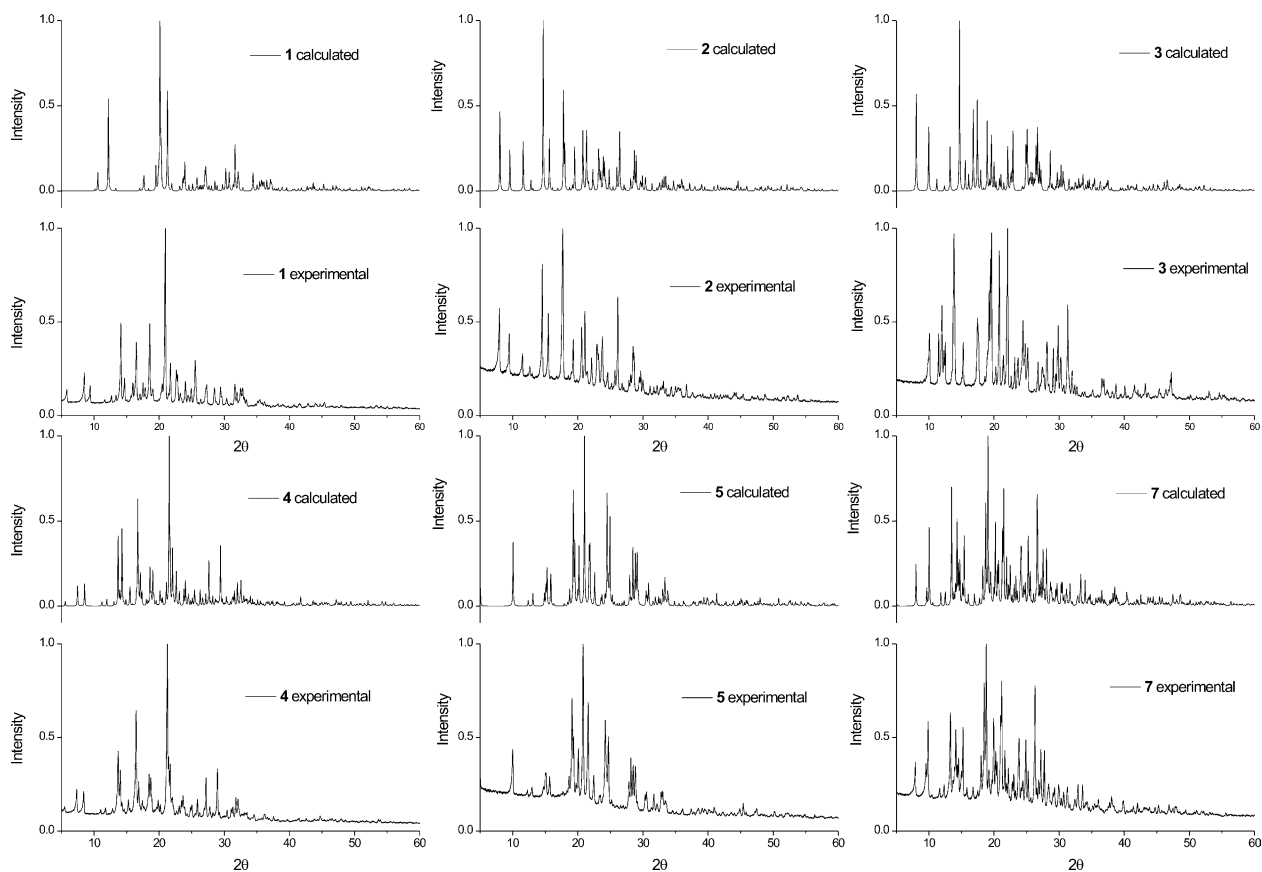 1.0
0.5
0.0
Intensity
1 calculated
1.0
0.5
0.0
Intensity
2 calculated
1.0
0.5
0.0
Intensity
3 calculated
1.0
0.5
0.0
Intensity
1 experimental
10 20 30 40 50 60
2θ
1.0
0.5
0.0
Intensity
2 experimental
10 20 30 40 50 60
2θ
1.0
0.5
0.0
Intensity
3 experimental
10 20 30 40 50 60
2θ
1.0
0.5
0.0
Intensity
4 calculated
1.0
0.5
0.0
Intensity
5 calculated
1.0
0.5
0.0
Intensity
7 calculated
1.0
0.5
0.0
Intensity
4 experimental
10 20 30 40 50 60
2θ
1.0
0.5
0.0
Intensity
5 experimental
10 20 30 40 50 60
2θ
1.0
0.5
0.0
Intensity
7 experimental
10 20 30 40 50 60
2θ